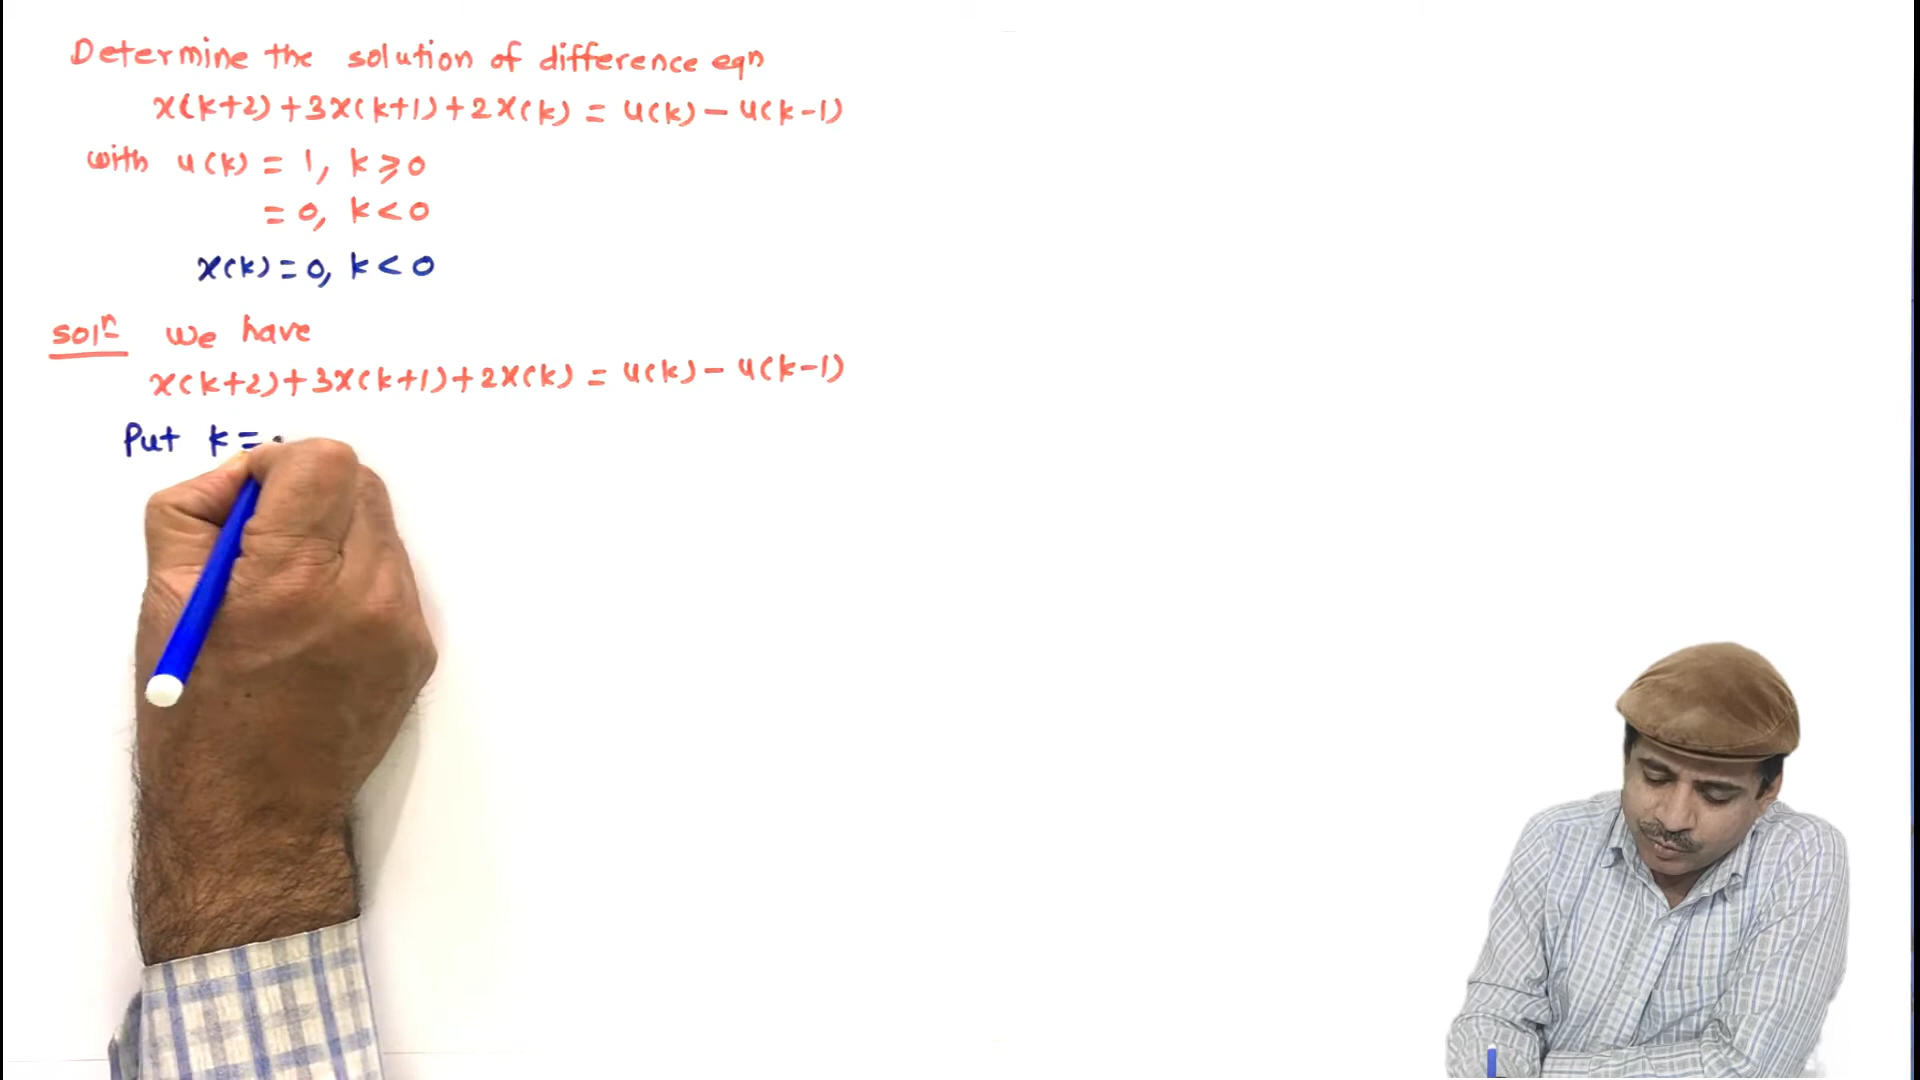 Determine the solution of difference eqn
x(k+2)+3x(k+1)+2x(k) = u(k) - u(k-1)
with u(k) = 1, k ≥ 0
= 0, k < 0
x(k) = 0, k < 0
solⁿ we have
x(k+2)+3x(k+1)+2x(k) = u(k) - u(k-1)
Put k =